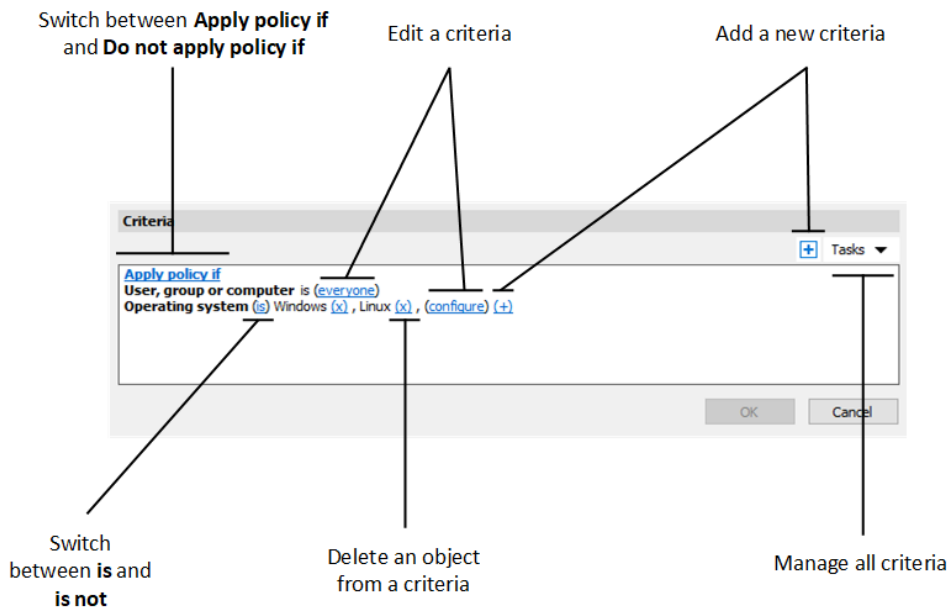 Switch between Apply policy if
and Do not apply policy if
Edit a criteria
Add a new criteria
Criteria
Tasks
Apply policy if
User, group or computer is (everyone)
Operating system (is) Windows (x) , Linux (x) , (configure) (+)
OK
Cancel
Switch
between is and
is not
Delete an object
from a criteria
Manage all criteria